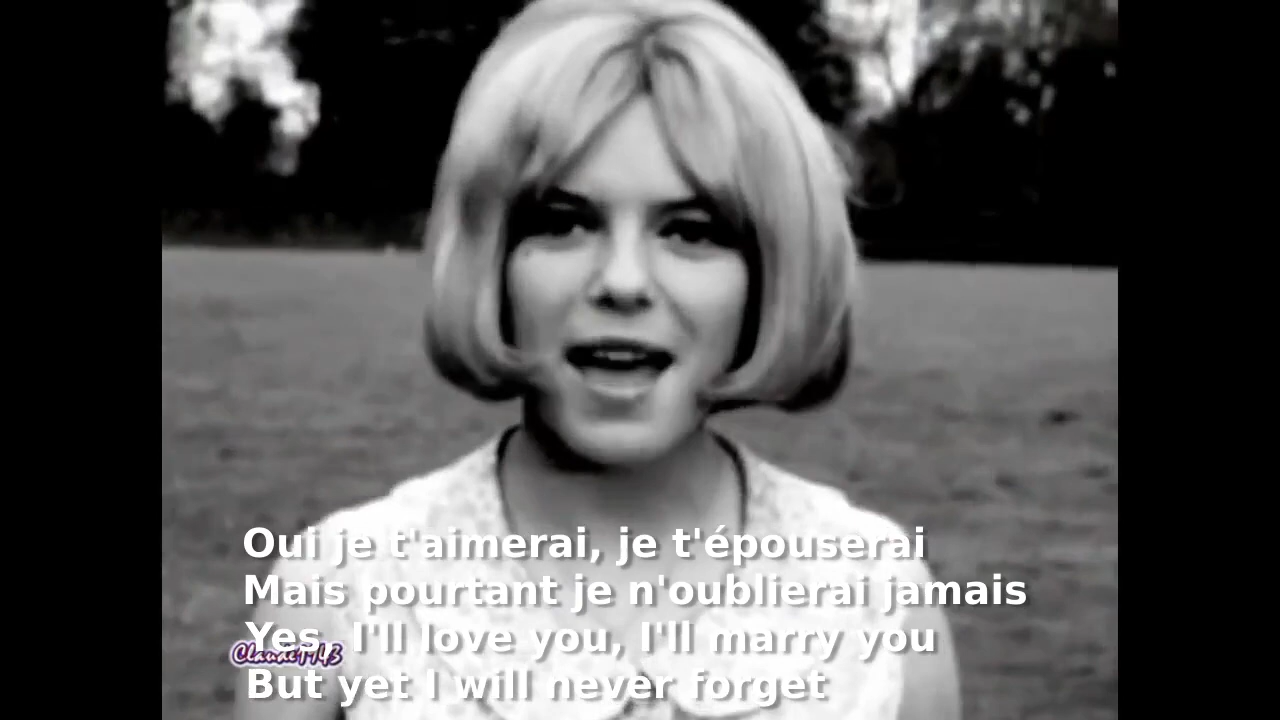 Oui je t'aimerai, je t'épouserai
Mais pourtant je n'oublierai jamais
Yes, I'll love you, I'll marry you
Claude1143
But yet I will never forget